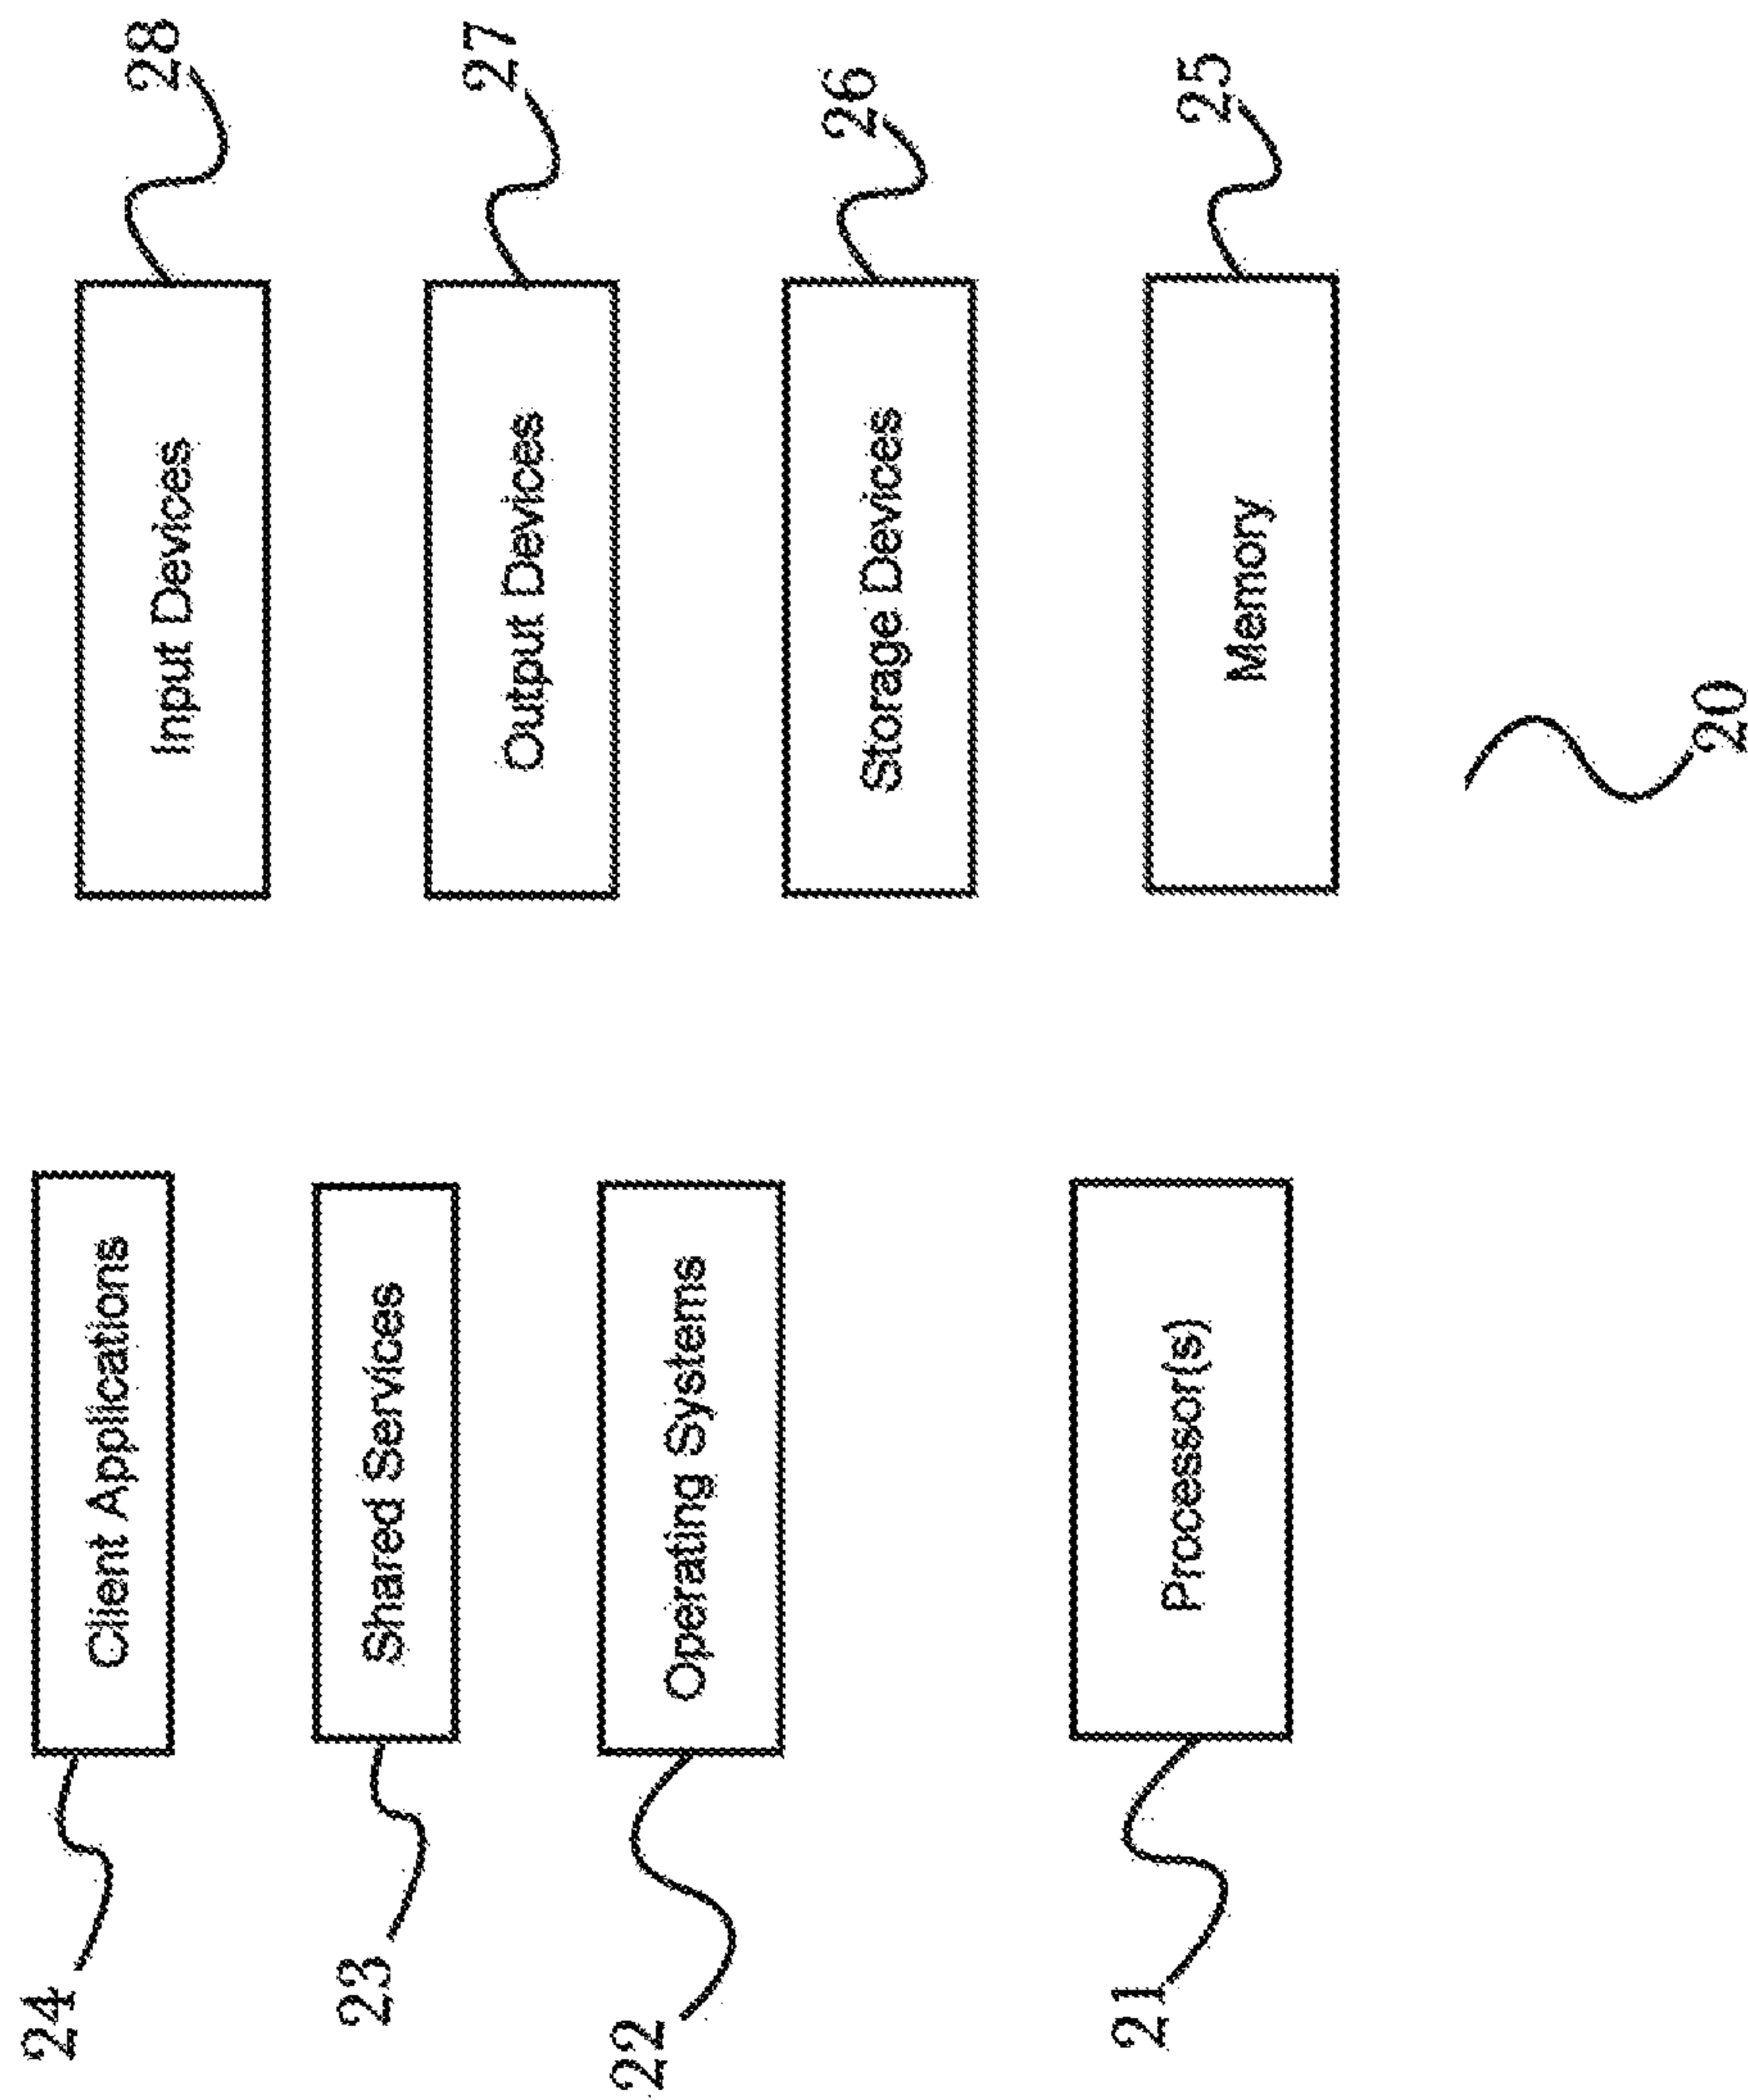 24
Client Applications
Input Devices
28
23
Shared Services
Output Devices
27
22
Operating Systems
Storage Devices
26
21
Processor(s)
Memory
25
20